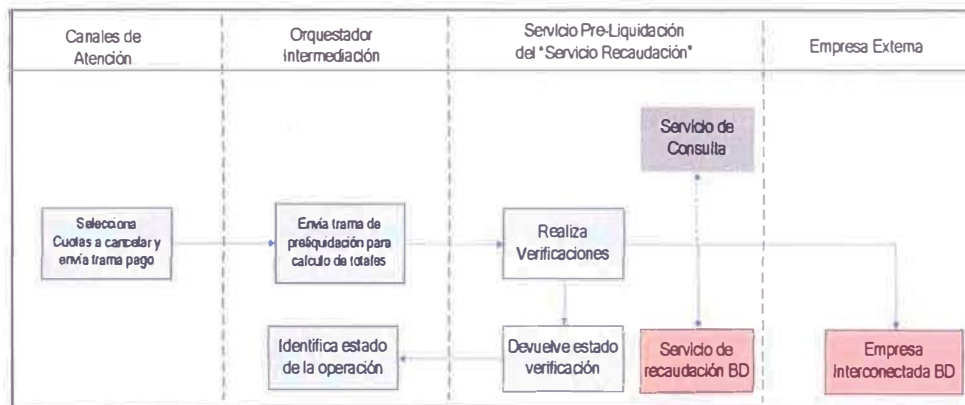 Canales de
Atención
Orquestador
Intermediación
Servicio Pre-Liquidación
del "Servicio Recaudación"
Empresa Externa
Servicio de
Consulta
Selecciona
Cuotas a cancelar y
envía trama pago
Envía trama de
preliquidación para
calculo de totales
Realiza
Verificaciones
Identifica estado
de la operación
Devuelve estado
verificación
Servicio de
recaudación BD
Empresa
Interconectada BD